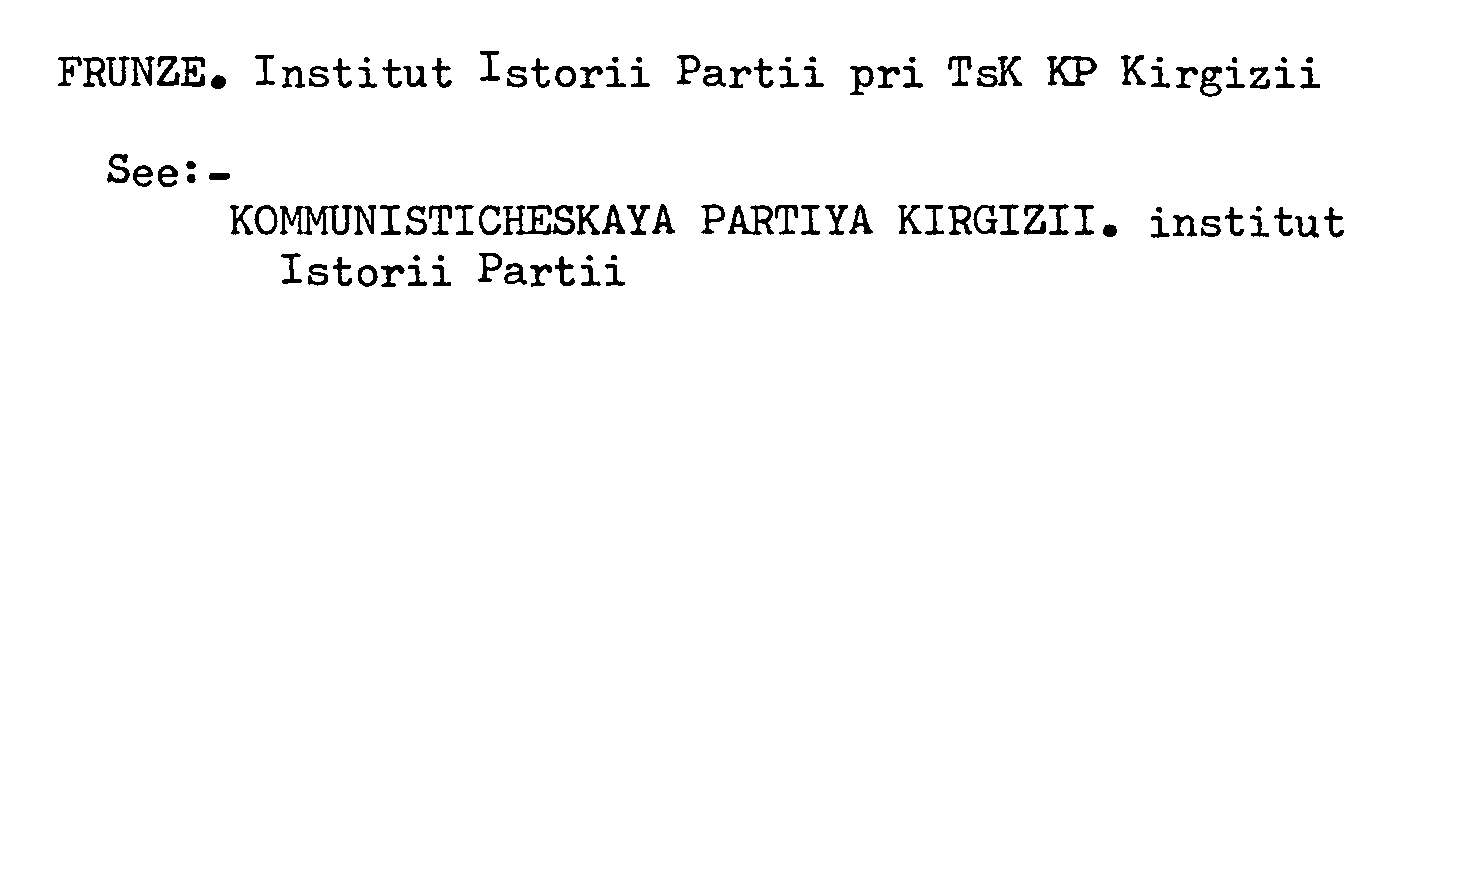 FRUNZE. Institut Istorii Partii pri TsK KP Kirgizii
See:-
KOMMUNISTICHESKAYA PARTIYA KIRGIZII. institut
Istorii Partii